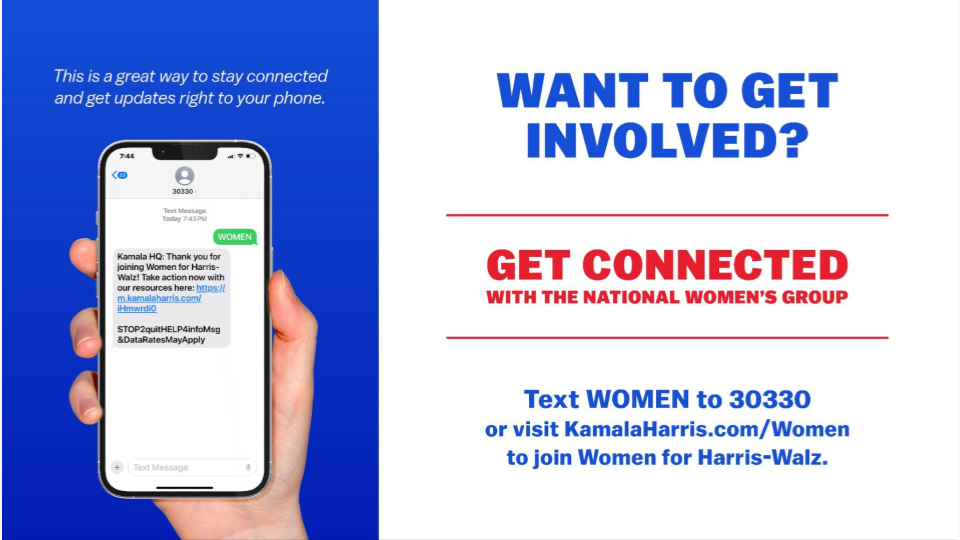 This is a great way to stay connected
and get updates right to your phone.
7:44
22
30330
Text Message
Today 7:43 PM
WOMEN
Kamala HQ: Thank you for
joining Women for Harris-
Walz! Take action now with
our resources here: https://
m.kamalaharris.com/
iHmwrdi0
STOP2quitHELP4infoMsg
&DataRatesMayApply
Text Message
WANT TO GET
INVOLVED?
GET CONNECTED
WITH THE NATIONAL WOMEN'S GROUP
Text WOMEN to 30330
or visit KamalaHarris.com/Women
to join Women for Harris-Walz.